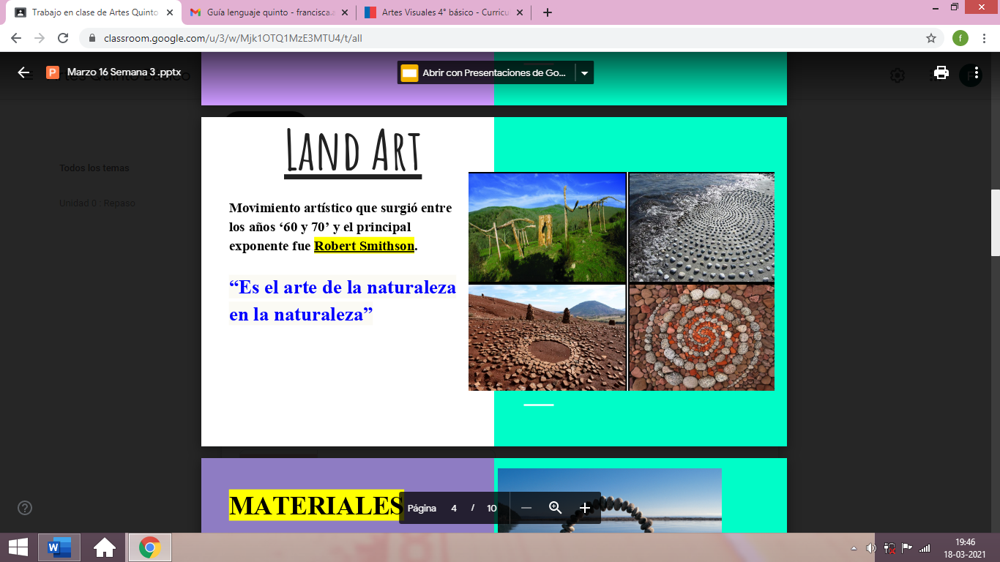 Trabajo en clase de Artes Quinto
Guía lenguaje quinto - francisca.a
Artes Visuales 4° básico - Curricu
classroom.google.com/u/3/w/Mjk1OTQ1MzE3MTU4/t/all
f
Marzo 16 Semana 3 .pptx
Abrir con Presentaciones de Go...
Todos los temas
Unidad 0 : Repaso
LAND ART
Movimiento artístico que surgió entre
los años ‘60 y 70’ y el principal
exponente fue Robert Smithson.
“Es el arte de la naturaleza
en la naturaleza”
MATERIALES
Página 4 / 10
19:46
18-03-2021